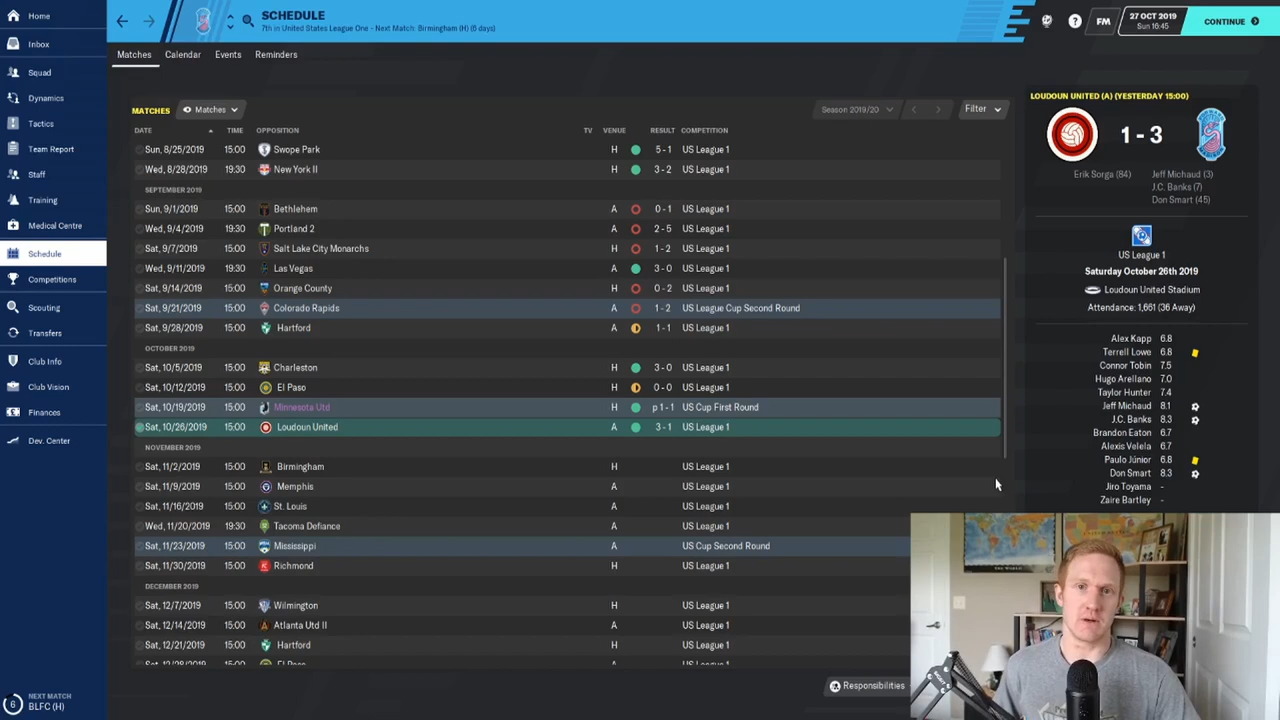 Home
Inbox
Squad
Dynamics
Tactics
Team Report
Staff
Training
Medical Centre
Schedule
Competitions
Scouting
Transfers
Club Info
Club Vision
Finances
Dev. Center
6 NEXT MATCH
BLFC (H)
SCHEDULE
7th in United States League One - Next Match: Birmingham (H) (6 days)
? FM 27 OCT 2019
Sun 16:45
CONTINUE
Matches Calendar Events Reminders
MATCHES Matches Season 2019/20 Filter
DATE TIME OPPOSITION TV VENUE RESULT COMPETITION
Sun, 8/25/2019 15:00 Swope Park H 5 - 1 US League 1
Wed, 8/28/2019 19:30 New York II H 3 - 2 US League 1
SEPTEMBER 2019
Sun, 9/1/2019 15:00 Bethlehem A 0 - 1 US League 1
Wed, 9/4/2019 19:30 Portland 2 A 2 - 5 US League 1
Sat, 9/7/2019 15:00 Salt Lake City Monarchs H 1 - 2 US League 1
Wed, 9/11/2019 19:30 Las Vegas A 3 - 0 US League 1
Sat, 9/14/2019 15:00 Orange County H 0 - 2 US League 1
Sat, 9/21/2019 15:00 Colorado Rapids A 1 - 2 US League Cup Second Round
Sat, 9/28/2019 15:00 Hartford A 1 - 1 US League 1
OCTOBER 2019
Sat, 10/5/2019 15:00 Charleston H 3 - 0 US League 1
Sat, 10/12/2019 15:00 El Paso H 0 - 0 US League 1
Sat, 10/19/2019 15:00 Minnesota Utd H p 1 - 1 US Cup First Round
Sat, 10/26/2019 15:00 Loudoun United A 3 - 1 US League 1
NOVEMBER 2019
Sat, 11/2/2019 15:00 Birmingham H US League 1
Sat, 11/9/2019 15:00 Memphis A US League 1
Sat, 11/16/2019 15:00 St. Louis A US League 1
Wed, 11/20/2019 19:30 Tacoma Defiance A US League 1
Sat, 11/23/2019 15:00 Mississippi A US Cup Second Round
Sat, 11/30/2019 15:00 Richmond H US League 1
DECEMBER 2019
Sat, 12/7/2019 15:00 Wilmington H US League 1
Sat, 12/14/2019 15:00 Atlanta Utd II A US League 1
Sat, 12/21/2019 15:00 Hartford H US League 1
Sat, 12/28/2019 15:00 El Paso A US League 1
Responsibilities
LOUDOUN UNITED (A) (YESTERDAY 15:00)
1 - 3
Erik Sorga (84) Jeff Michaud (3)
J.C. Banks (7)
Don Smart (45)
US League 1
Saturday October 26th 2019
Loudoun United Stadium
Attendance: 1,661 (36 Away)
Alex Kapp 6.8
Terrell Lowe 6.8
Connor Tobin 7.5
Hugo Arellano 7.0
Taylor Hunter 7.4
Jeff Michaud 8.1
J.C. Banks 8.3
Brandon Eaton 6.7
Alexis Velela 6.7
Paulo Júnior 6.8
Don Smart 8.3
Jiro Toyama -
Zaire Bartley -